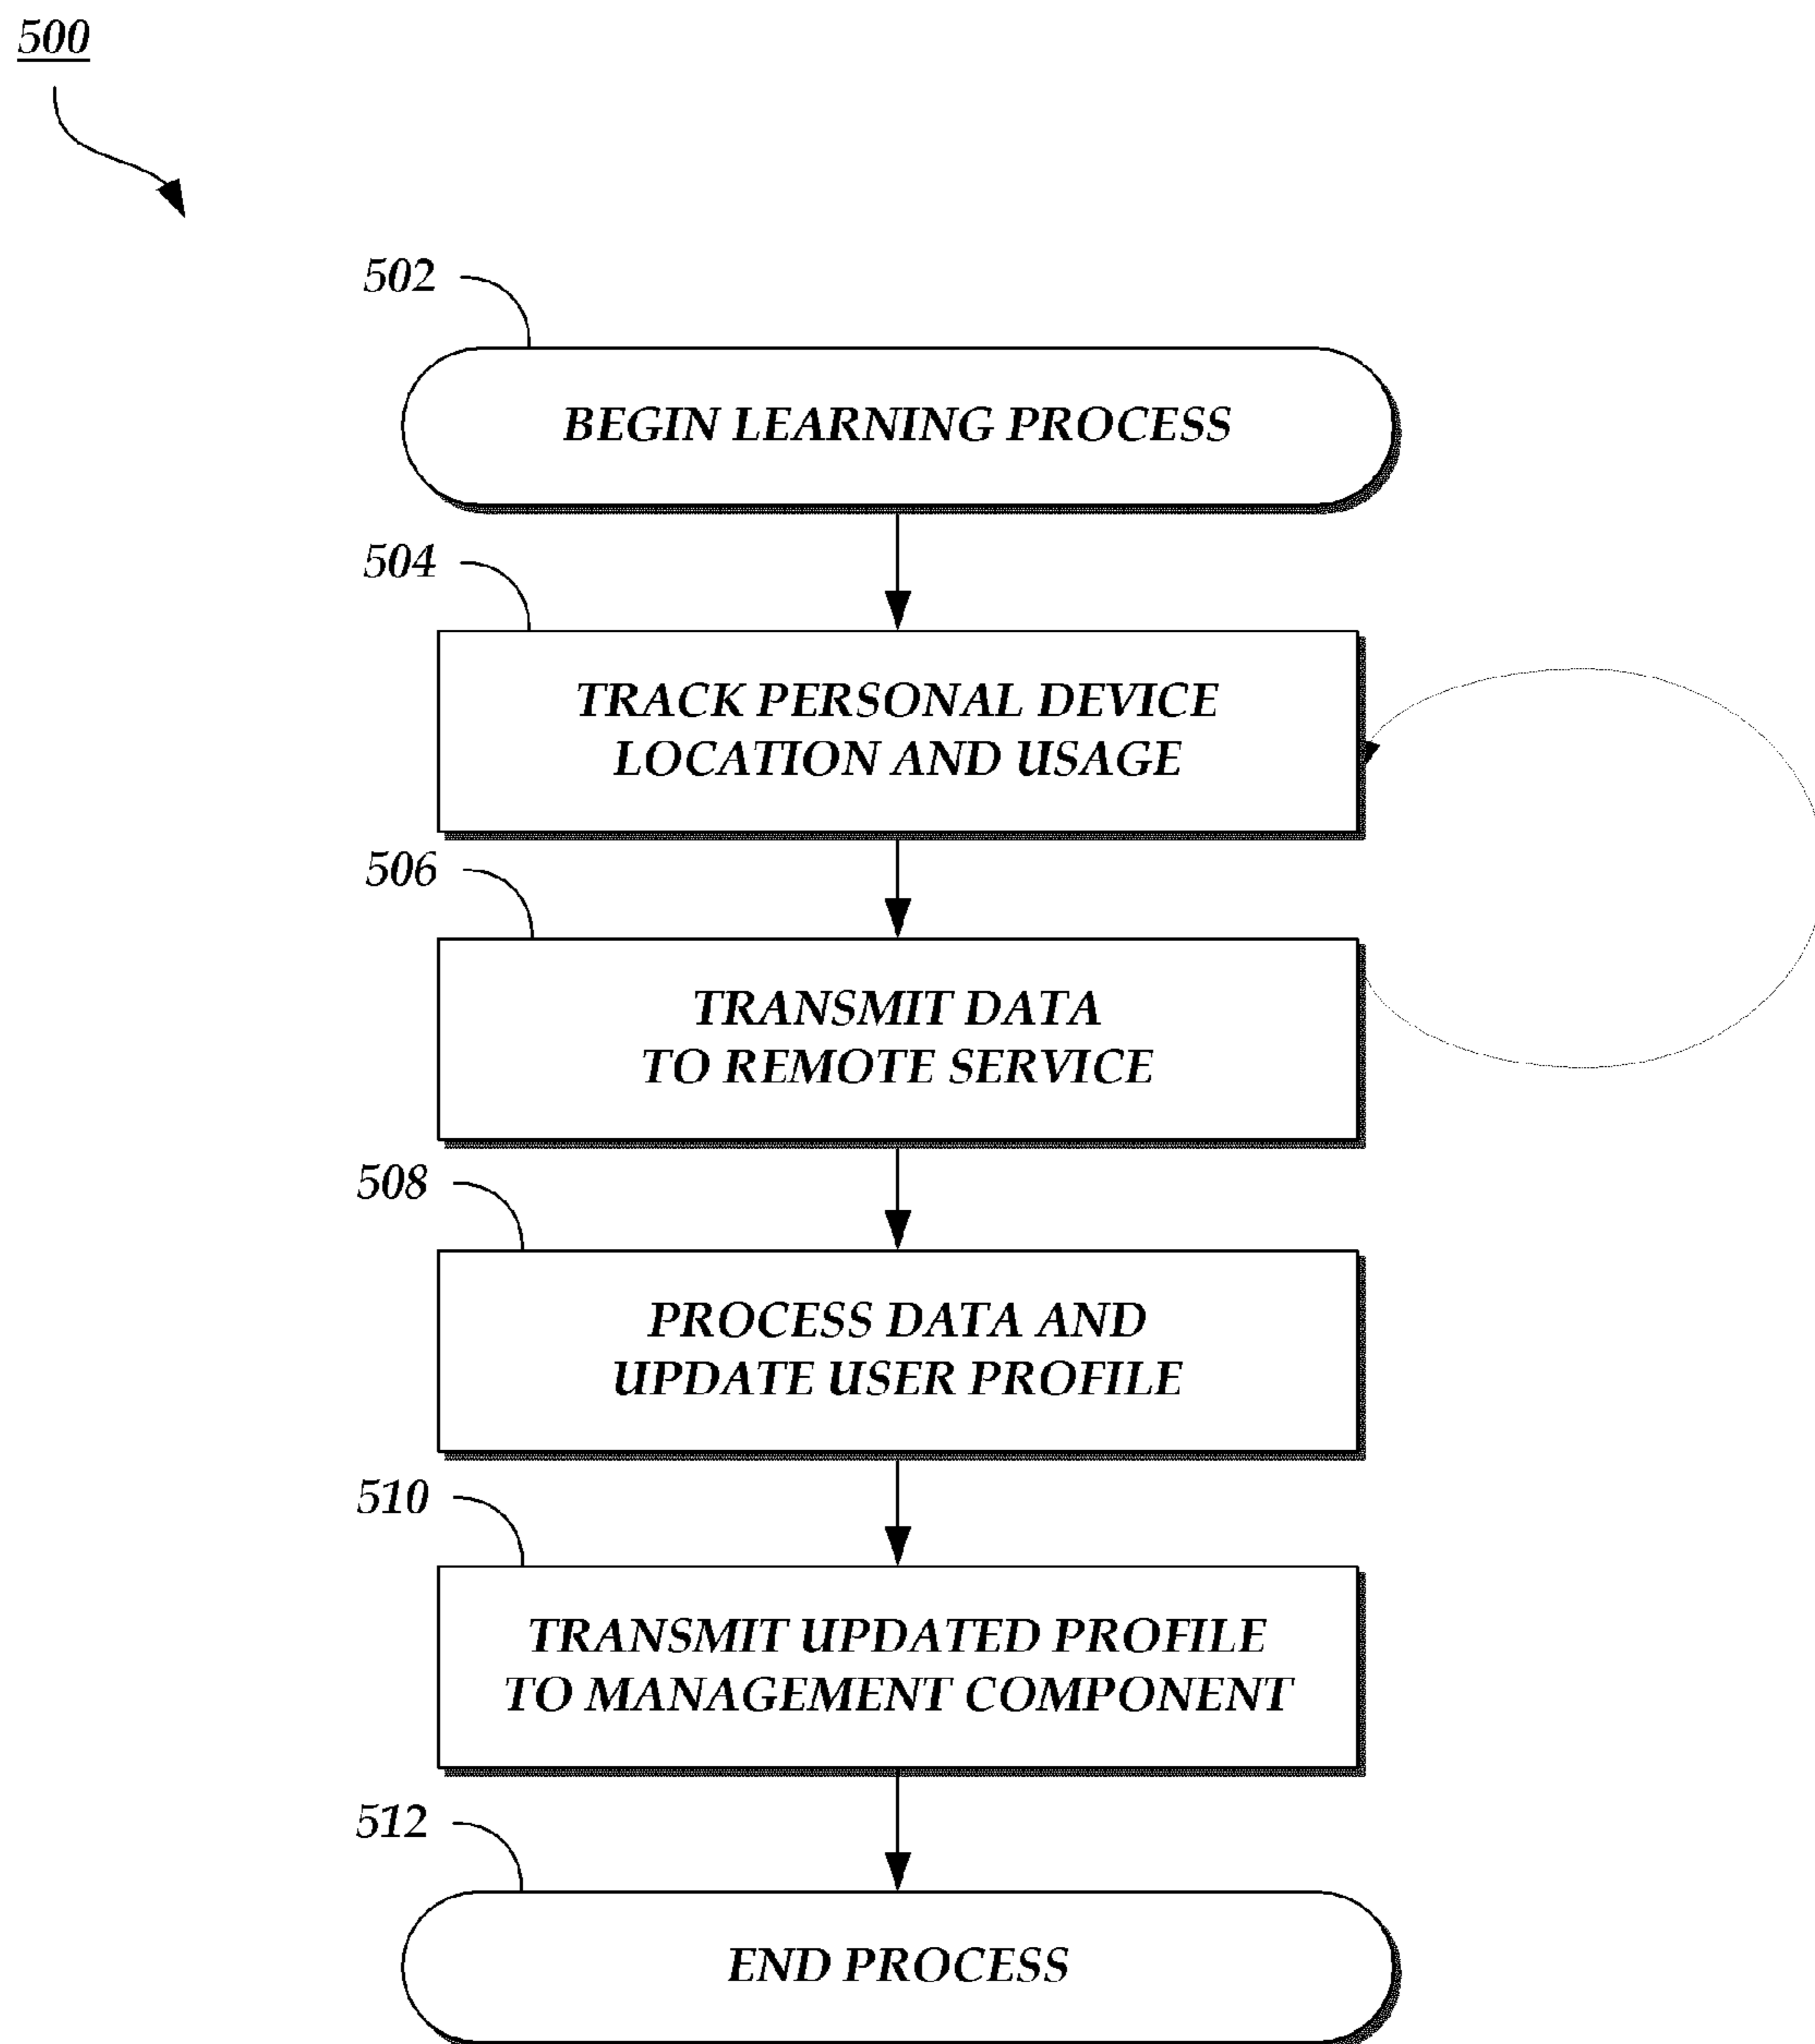 500
502
BEGIN LEARNING PROCESS
504
TRACK PERSONAL DEVICE
LOCATION AND USAGE
506
TRANSMIT DATA
TO REMOTE SERVICE
508
PROCESS DATA AND
UPDATE USER PROFILE
510
TRANSMIT UPDATED PROFILE
TO MANAGEMENT COMPONENT
512
END PROCESS